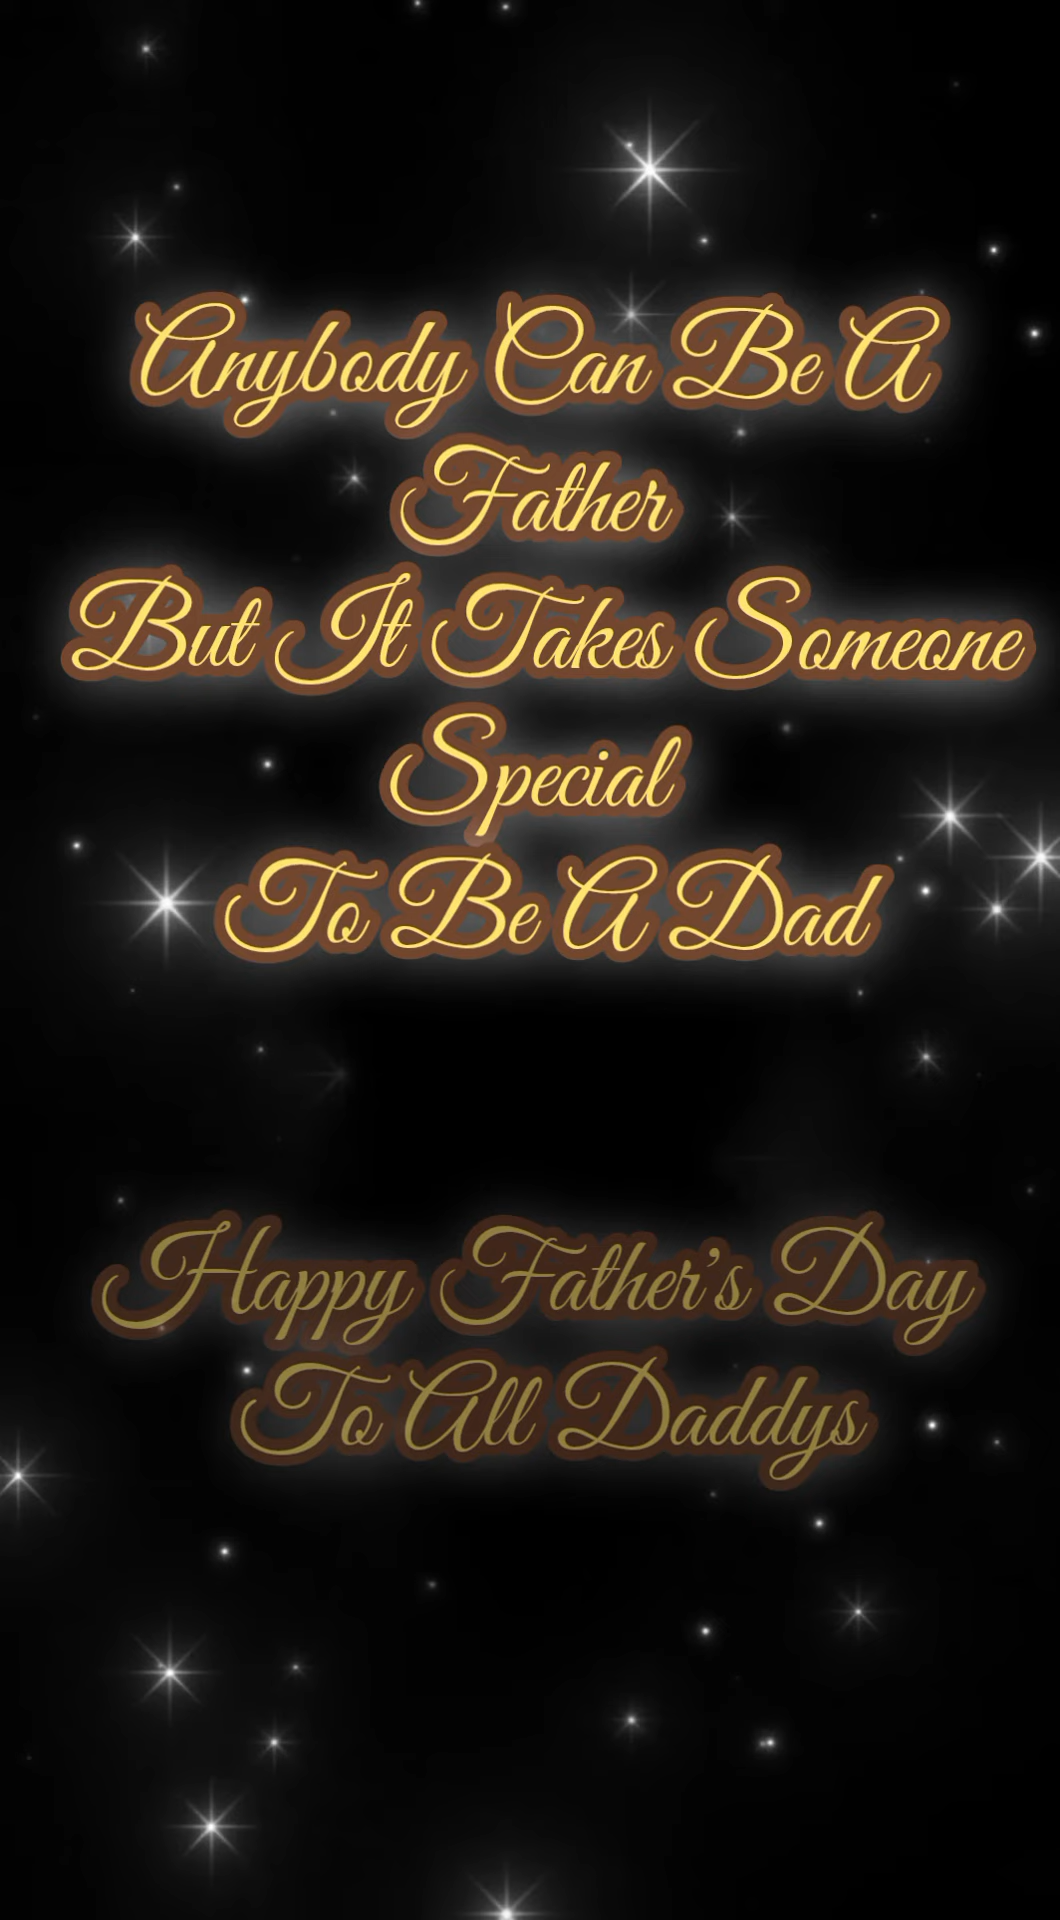 Anybody Can Be A
Father
But It Takes Someone
Special
To Be A Dad
Happy Father's Day
To All Daddys